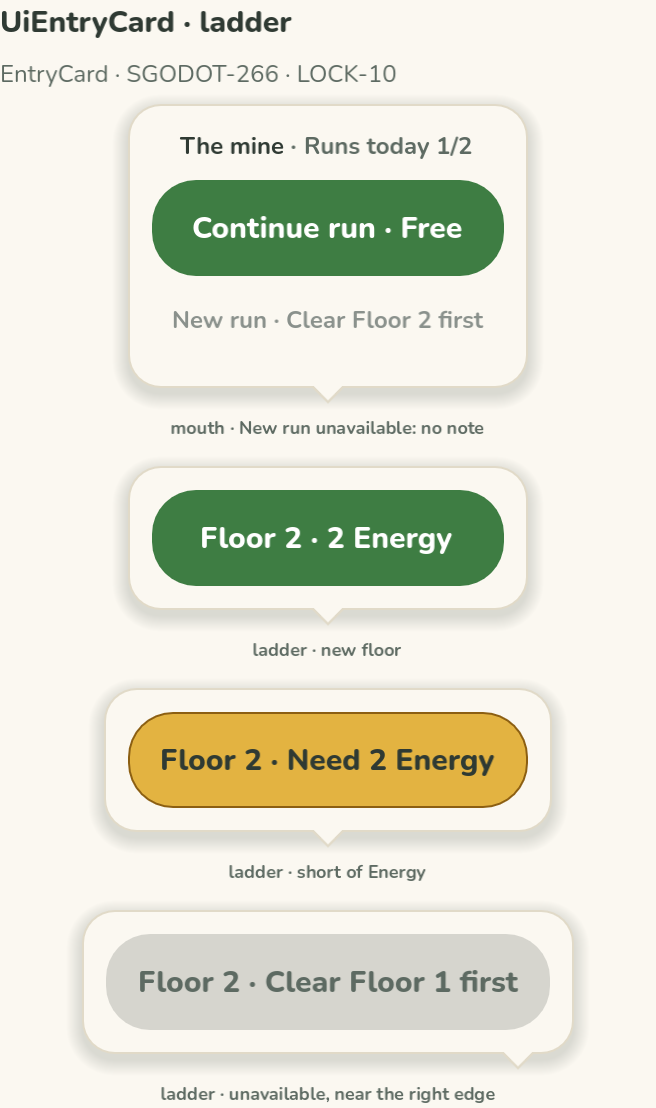 UiEntryCard · ladder
EntryCard · SGODOT-266 · LOCK-10
The mine · Runs today 1/2
Continue run · Free
New run · Clear Floor 2 first
mouth · New run unavailable: no note
Floor 2 · 2 Energy
ladder · new floor
Floor 2 · Need 2 Energy
ladder · short of Energy
Floor 2 · Clear Floor 1 first
ladder · unavailable, near the right edge